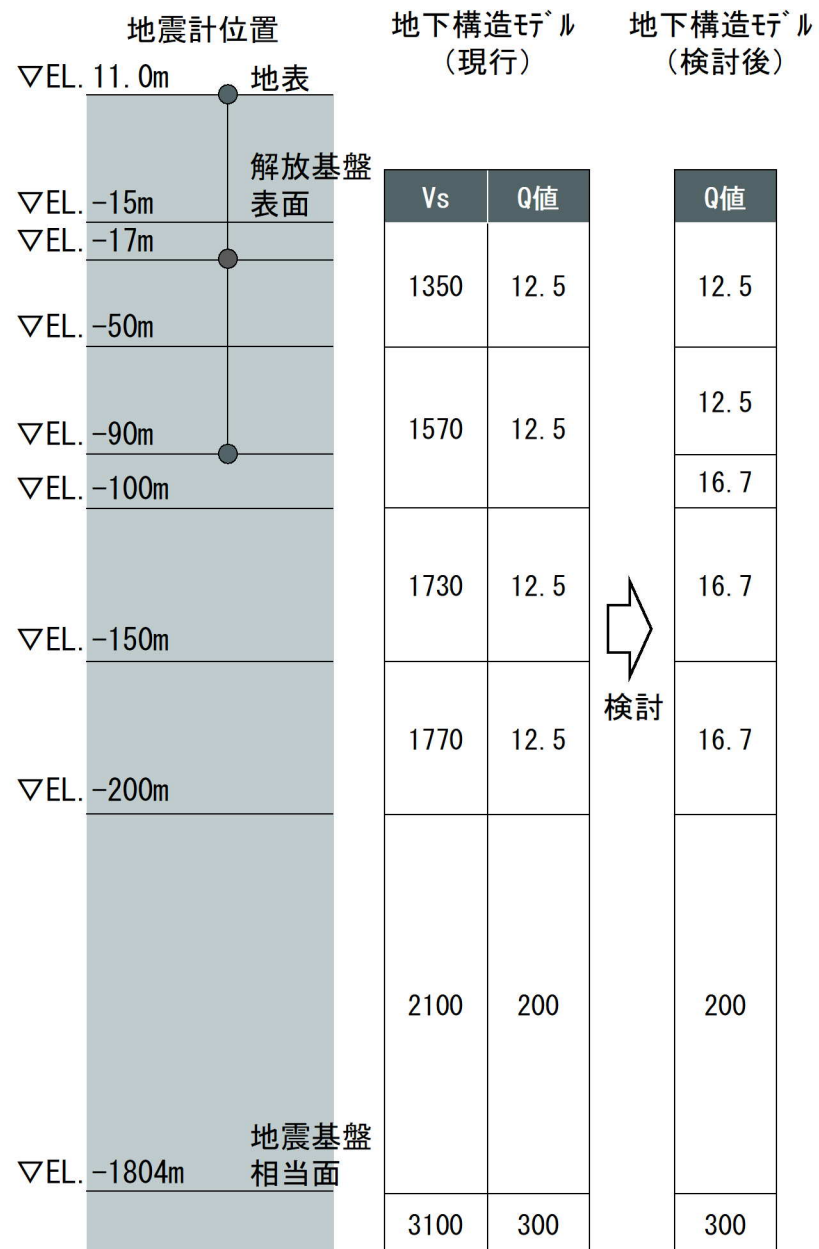 地震計位置
地下構造ﾓﾃﾞﾙ
(現行)
地下構造ﾓﾃﾞﾙ
(検討後)
▽EL. 11.0m 地表
解放基盤
表面
▽EL. -15m
▽EL. -17m
▽EL. -50m
▽EL. -90m
▽EL. -100m
▽EL. -150m
▽EL. -200m
地震基盤
相当面
▽EL. -1804m
Vs Q値
1350 12.5
1570 12.5
1730 12.5
1770 12.5
2100 200
3100 300
検討
Q値
12.5
12.5
16.7
16.7
16.7
200
300